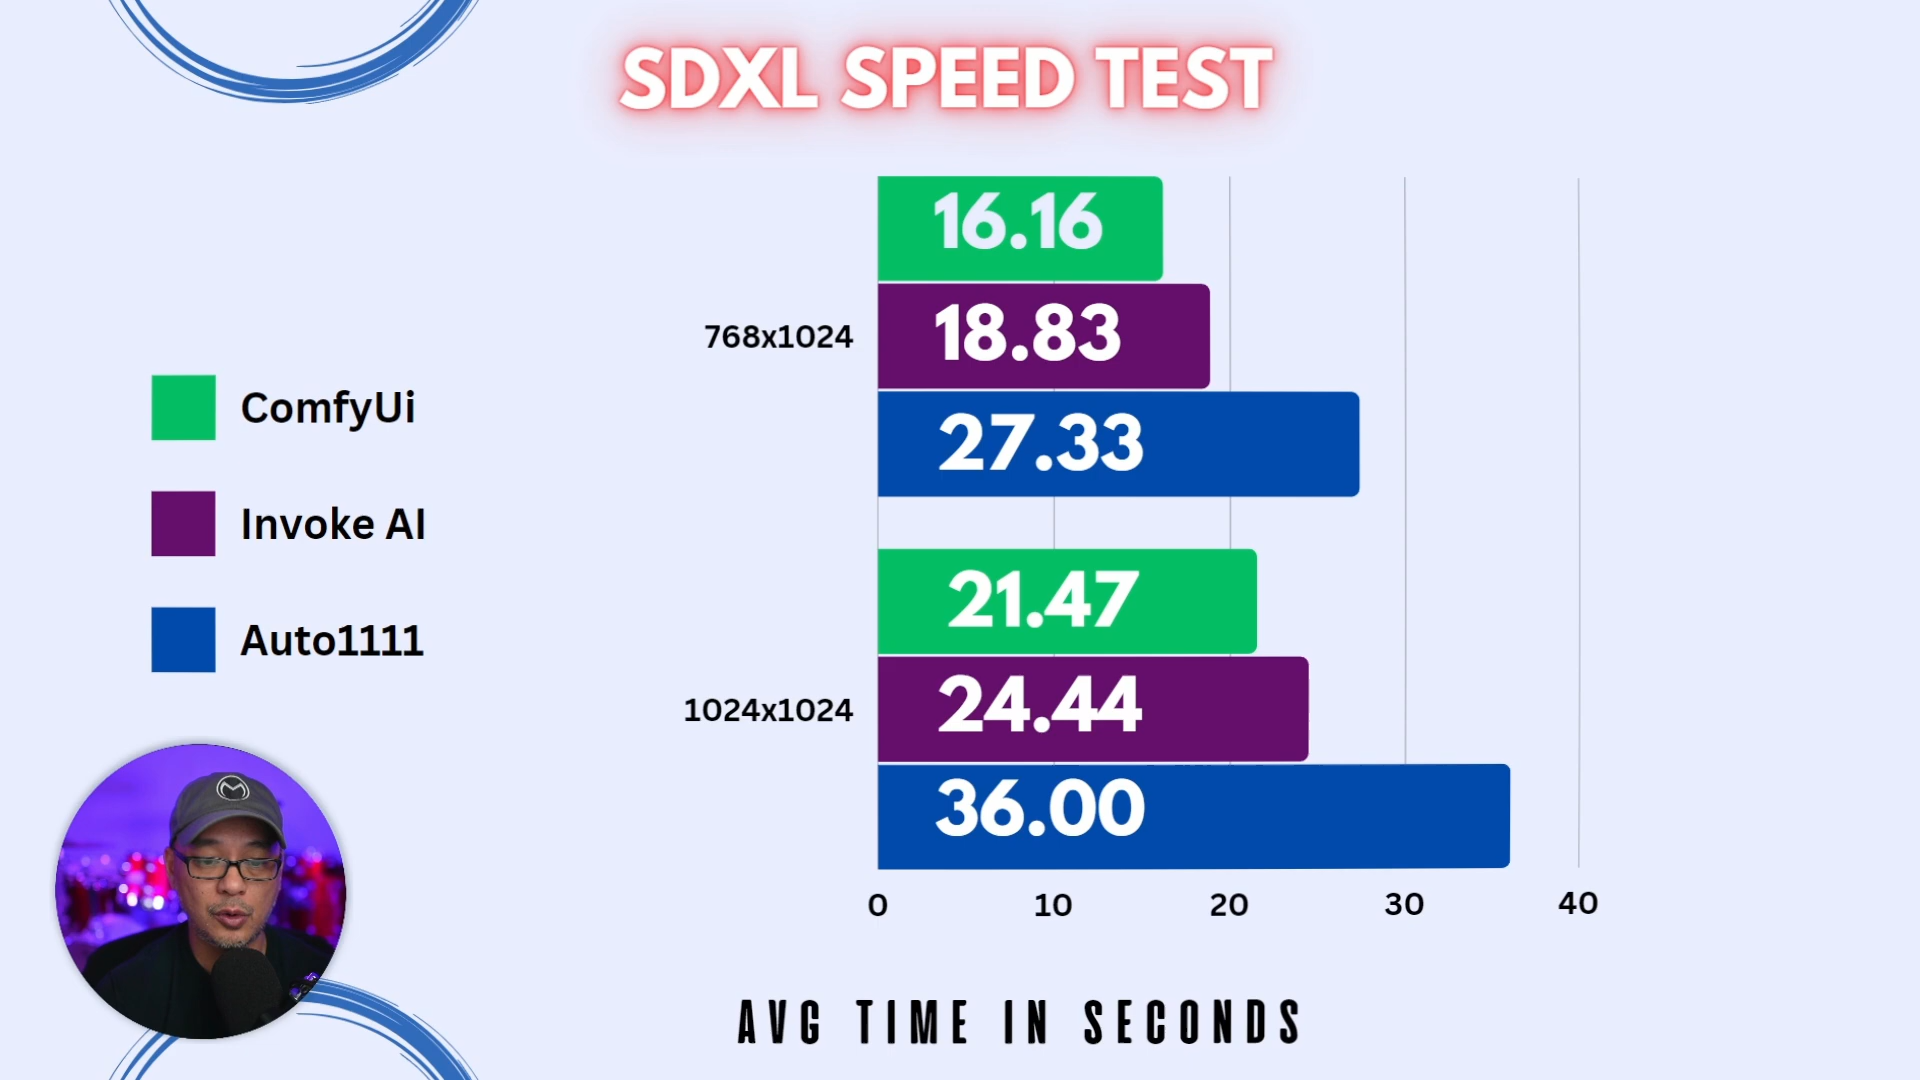 SDXL SPEED TEST
16.16
18.83
768x1024
27.33
ComfyUi
Invoke AI
Auto1111
21.47
24.44
1024x1024
36.00
0 10 20 30 40
AVG TIME IN SECONDS